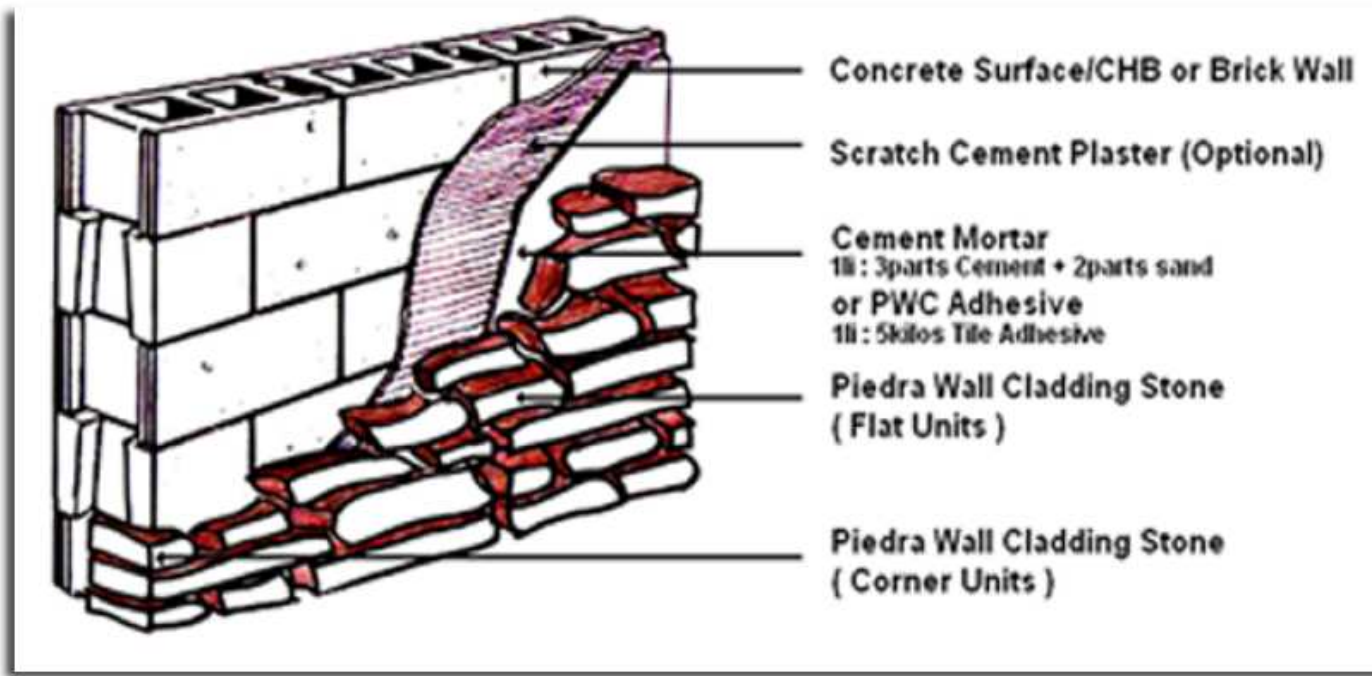 Concrete Surface/CHB or Brick Wall
Scratch Cement Plaster (Optional)
Cement Mortar
1li : 3parts Cement + 2parts sand
or PWC Adhesive
1li : 5kilos Tile Adhesive
Piedra Wall Cladding Stone
( Flat Units )
Piedra Wall Cladding Stone
( Corner Units )